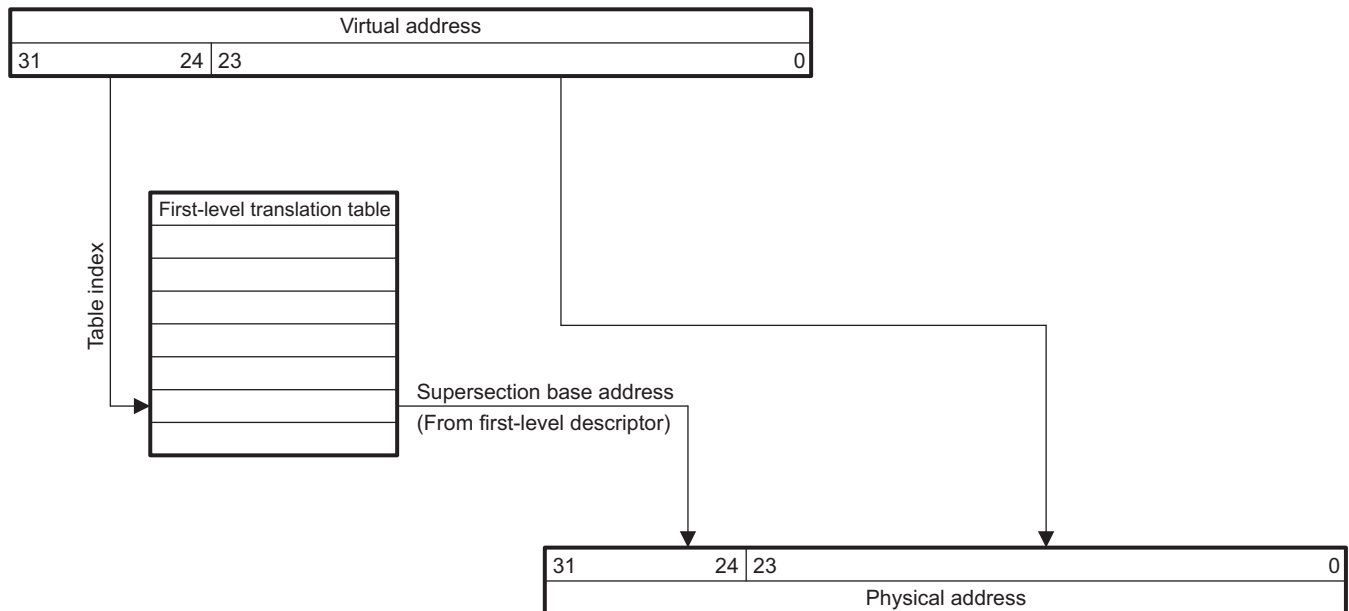 Virtual address
31 24 23 0
First-level translation table
Table index
Supersection base address
(From first-level descriptor)
31 24 23 0
Physical address